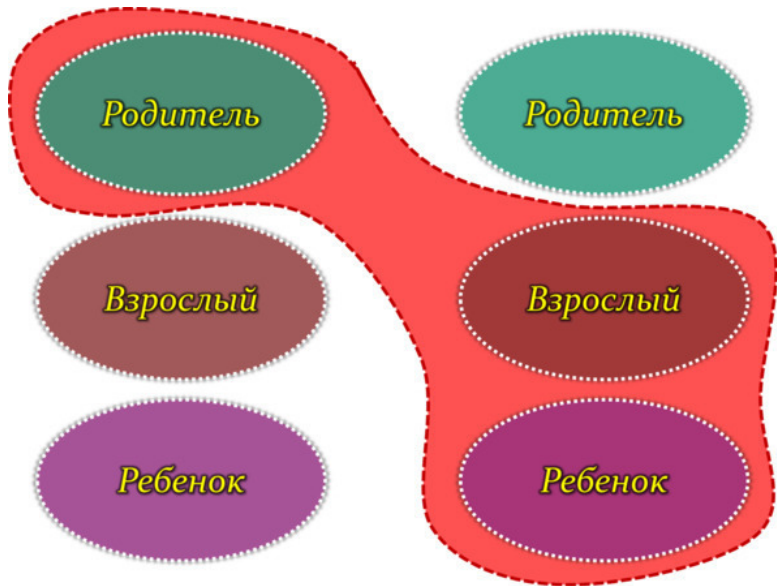 Родитель
Родитель
Взрослый
Взрослый
Ребенок
Ребенок